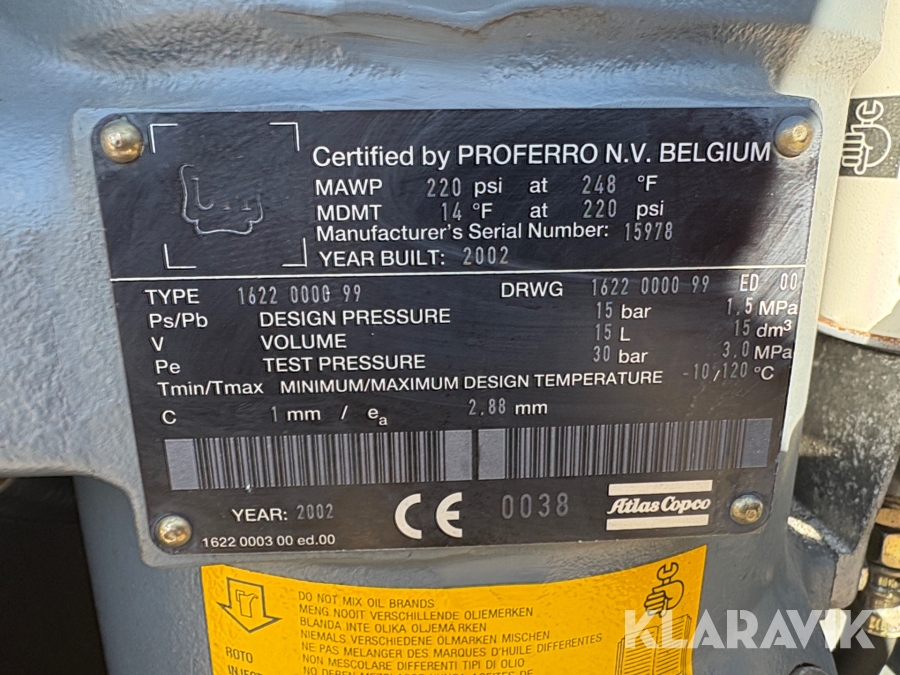 Certified by PROFERRO N.V. BELGIUM
MAWP 220 psi at 248 °F
MDMT 14 °F at 220 psi
Manufacturer's Serial Number: 15978
YEAR BUILT: 2002
TYPE 1622 0000 99 DRWG 1622 0000 99 ED 00
Ps/Pb DESIGN PRESSURE 15 bar 1,5 MPa
V VOLUME 15 L 15 dm³
Pe TEST PRESSURE 30 bar 3,0 MPa
Tmin/Tmax MINIMUM/MAXIMUM DESIGN TEMPERATURE -10/120 °C
C 1 mm / eₐ 2,88 mm
YEAR: 2002 CE 0038 Atlas Copco
1622 0003 00 ed.00
DO NOT MIX OIL BRANDS
MENG NOOIT VERSCHILLENDE OLIEMERKEN
BLANDA INTE OLIKA OLJEMÄRKEN
NIEMALS VERSCHIEDENE ÖLMARKEN MISCHEN
NE PAS MELANGER DES MARQUES D'HUILE DIFFERENTES
NON MESCOLARE DIFFERENTI TIPI DI OLIO
ROTO
KLARAVIK